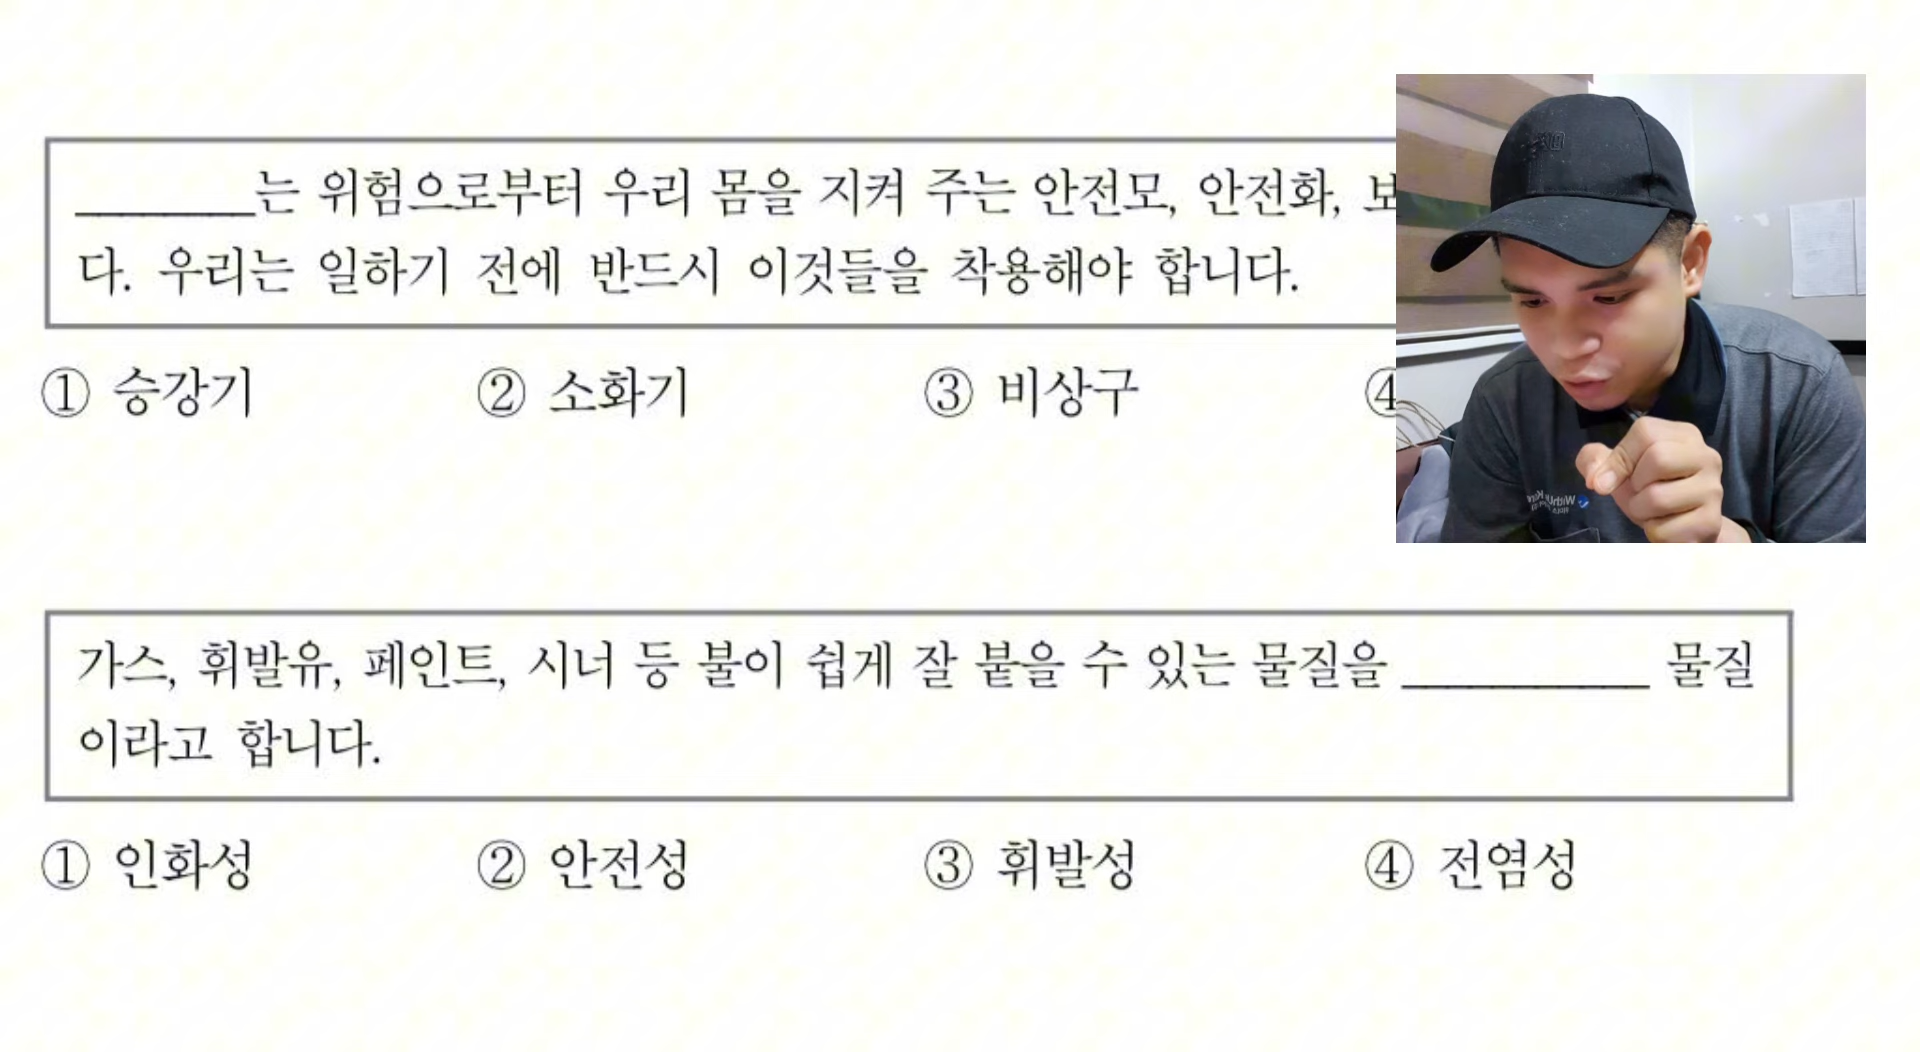 ________는 위험으로부터 우리 몸을 지켜 주는 안전모, 안전화,
다. 우리는 일하기 전에 반드시 이것들을 착용해야 합니다.
① 승강기 ② 소화기 ③ 비상구 ④
가스, 휘발유, 페인트, 시너 등 불이 쉽게 잘 붙을 수 있는 물질을 ___________ 물질
이라고 합니다.
① 인화성 ② 안전성 ③ 휘발성 ④ 전염성